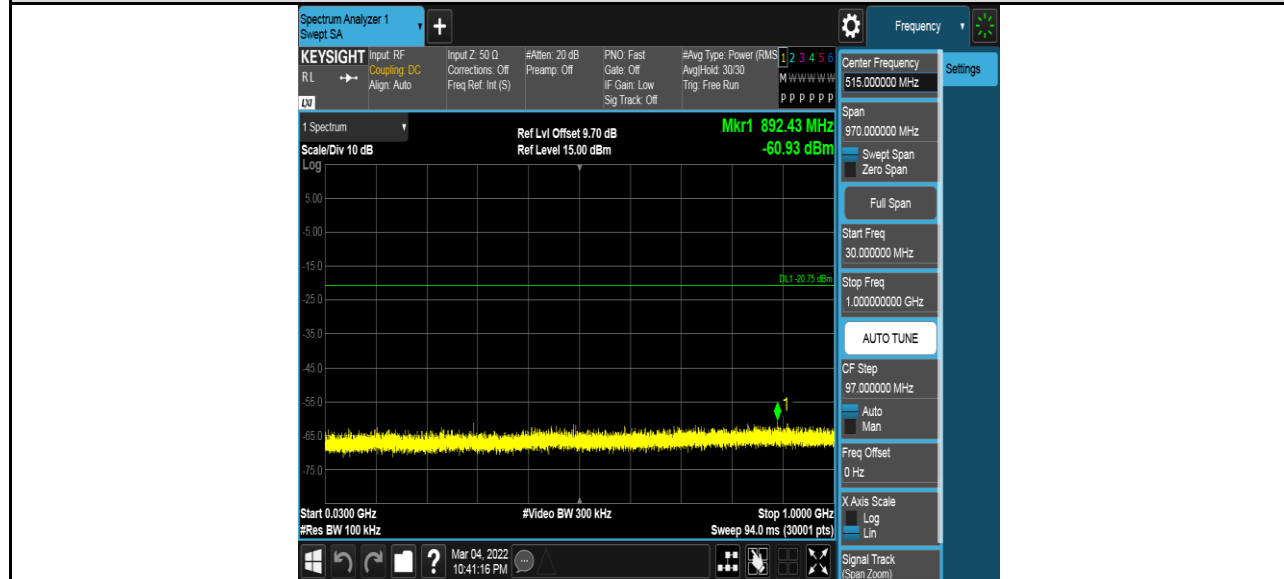 Spectrum Analyzer 1
Swept SA
+
Frequency
KEYSIGHT
RL
LXI
Input: RF
Coupling: DC
Align: Auto
Input Z: 50 Ω
Corrections: Off
Freq Ref: Int (S)
#Atten: 20 dB
Preamp: Off
PNO: Fast
Gate: Off
IF Gain: Low
Sig Track: Off
#Avg Type: Power (RMS
Avg|Hold: 30/30
Trig: Free Run
1 2 3 4 5 6
M W W W W W
P P P P P P
1 Spectrum
Scale/Div 10 dB
Log
Ref Lvl Offset 9.70 dB
Ref Level 15.00 dBm
Mkr1 892.43 MHz
-60.93 dBm
5.00
-5.00
-15.0
-25.0
-35.0
-45.0
-55.0
-65.0
-75.0
DL1 -20.75 dBm
1
Start 0.0300 GHz
#Res BW 100 kHz
#Video BW 300 kHz
Stop 1.0000 GHz
Sweep 94.0 ms (30001 pts)
?
Mar 04, 2022
10:41:16 PM
Center Frequency
515.000000 MHz
Span
970.000000 MHz
Swept Span
Zero Span
Full Span
Start Freq
30.000000 MHz
Stop Freq
1.000000000 GHz
AUTO TUNE
CF Step
97.000000 MHz
Auto
Man
Freq Offset
0 Hz
X Axis Scale
Log
Lin
Signal Track
(Span Zoom)
Settings